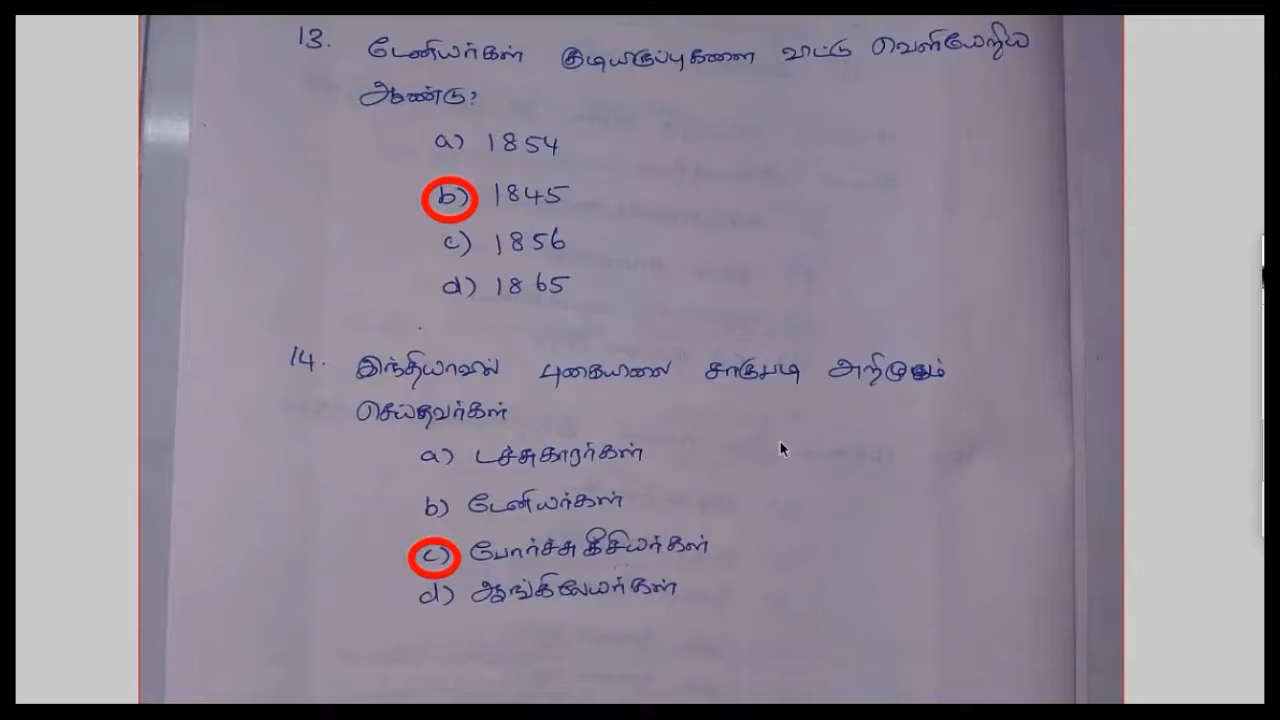 13. டேனியர்கள் குடியிருப்புகளை விட்டு வெளியேறிய
ஆண்டு?
a) 1854
b) 1845
c) 1856
d) 1865
14. இந்தியாவில் புகையிலை சாகுபடி அறிமுகம்
செய்தவர்கள்
a) டச்சுகாரர்கள்
b) டேனியர்கள்
c) போர்ச்சுகீசியர்கள்
d) ஆங்கிலேயர்கள்